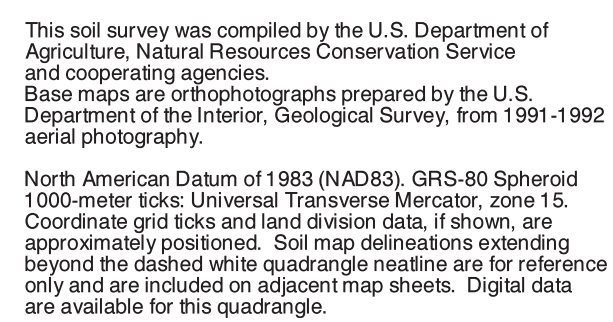 This soil survey was compiled by the U.S. Department of
Agriculture, Natural Resources Conservation Service
and cooperating agencies.
Base maps are orthophotographs prepared by the U.S.
Department of the Interior, Geological Survey, from 1991-1992
aerial photography.
North American Datum of 1983 (NAD83). GRS-80 Spheroid
1000-meter ticks: Universal Transverse Mercator, zone 15.
Coordinate grid ticks and land division data, if shown, are
approximately positioned.  Soil map delineations extending
beyond the dashed white quadrangle neatline are for reference
only and are included on adjacent map sheets.  Digital data
are available for this quadrangle.